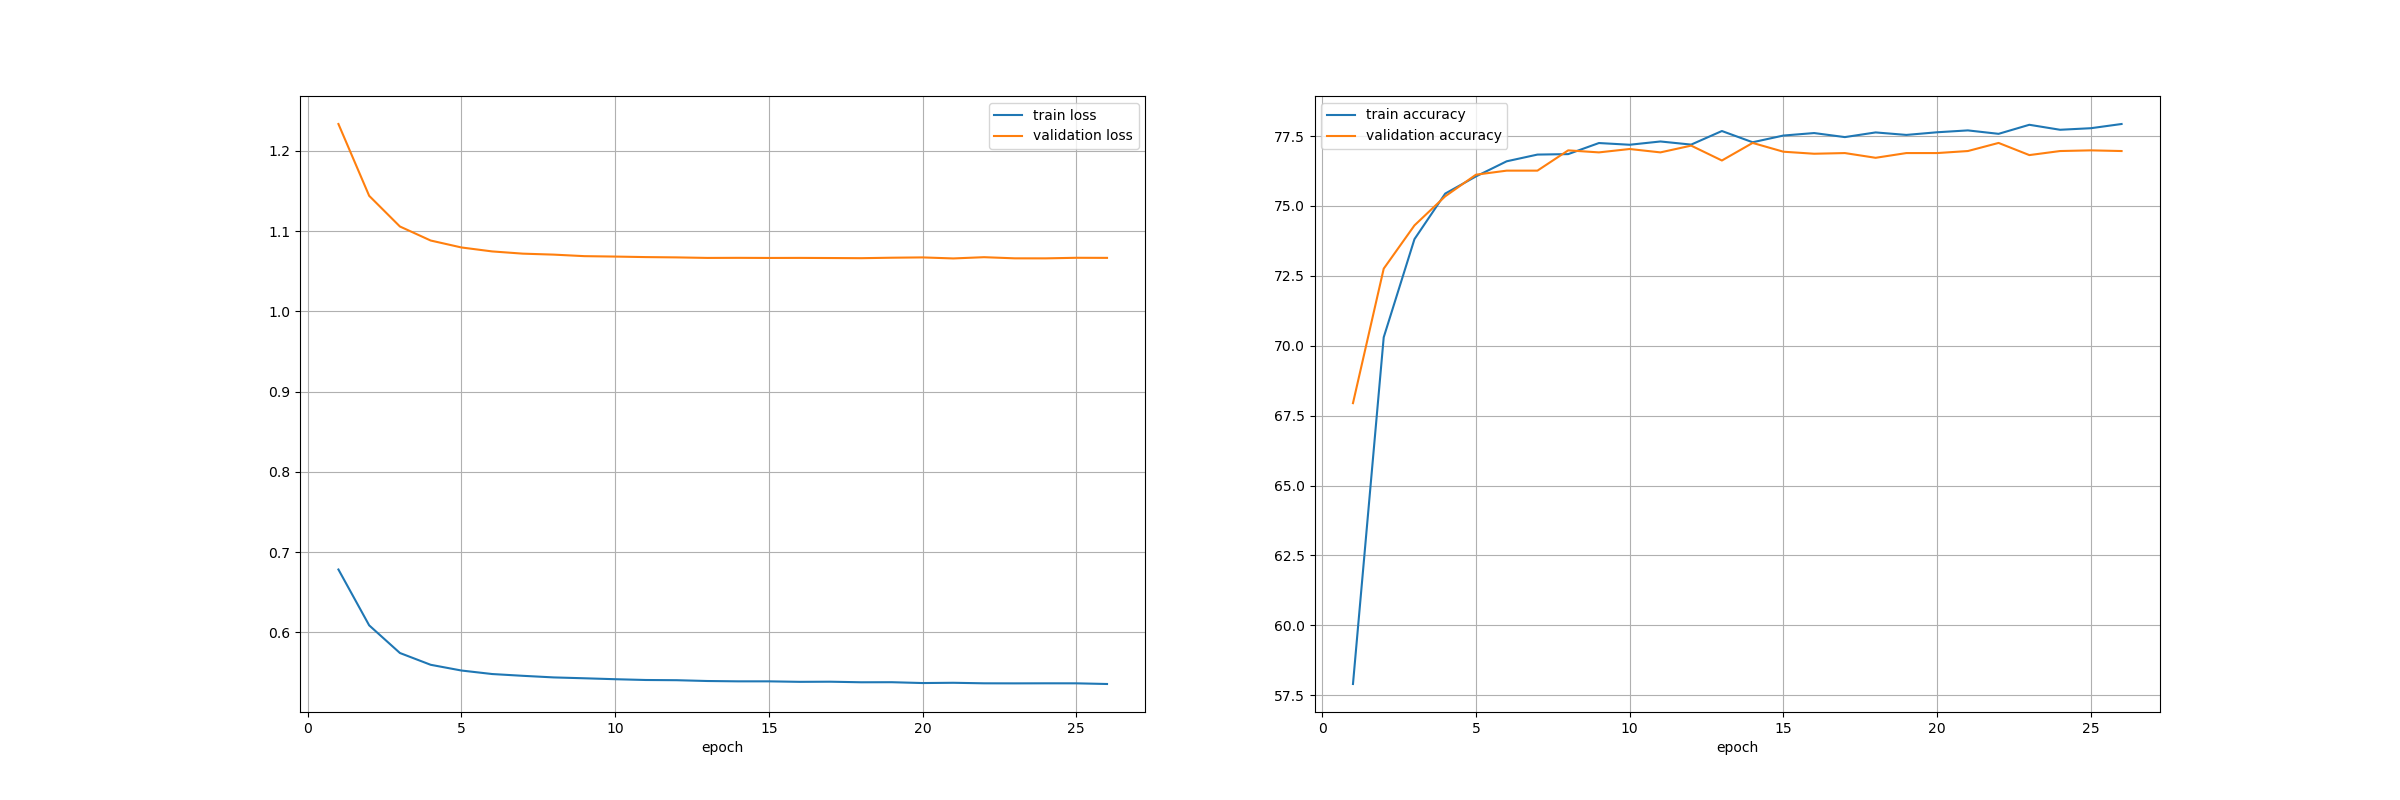 train loss
validation loss
1.2
1.1
1.0
0.9
0.8
0.7
0.6
0 5 10 15 20 25
epoch
train accuracy
validation accuracy
77.5
75.0
72.5
70.0
67.5
65.0
62.5
60.0
57.5
0 5 10 15 20 25
epoch